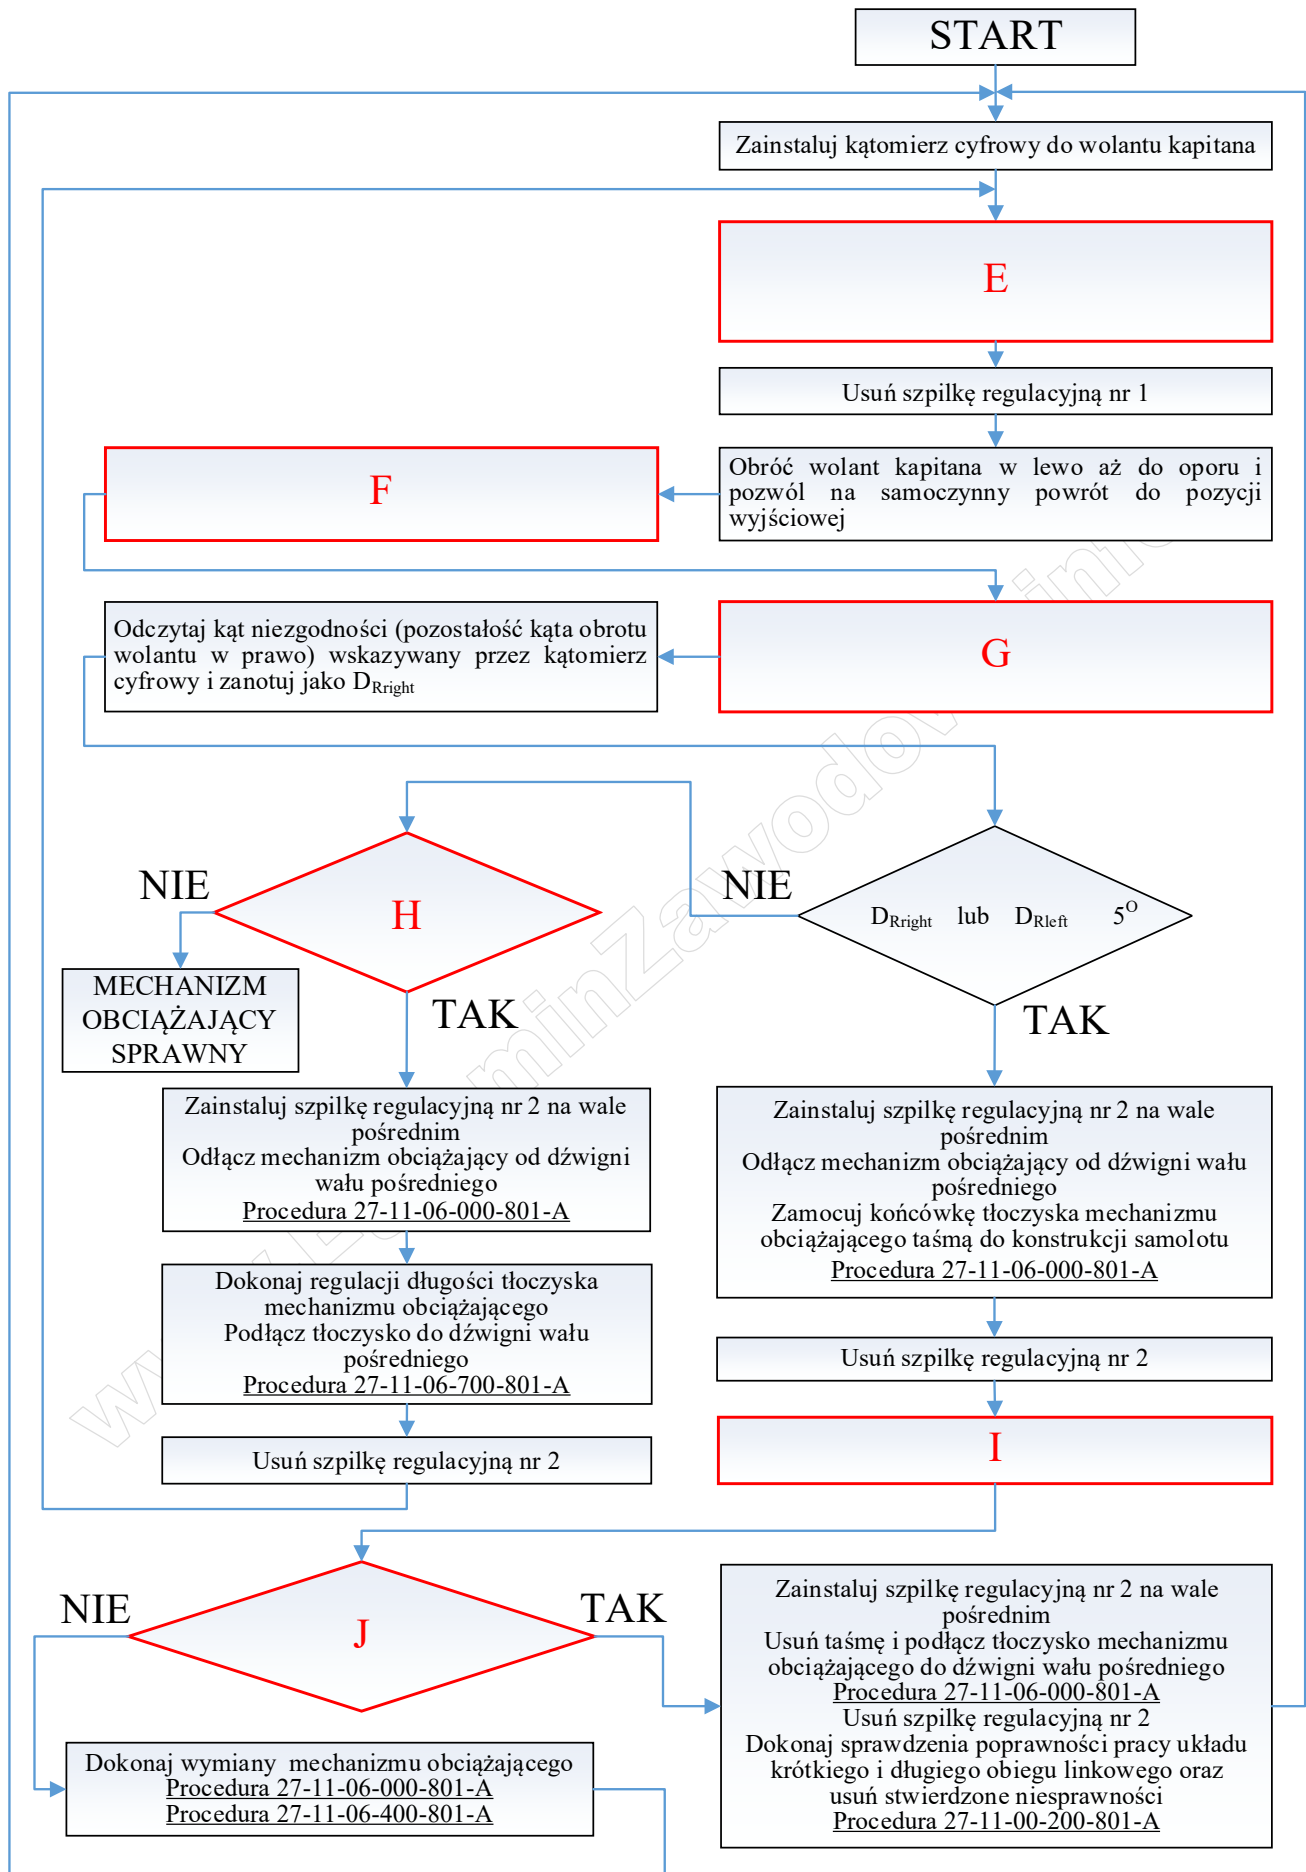 START
Zainstaluj kątomierz cyfrowy do wolantu kapitana
E
Usuń szpilkę regulacyjną nr 1
Obróć wolant kapitana w lewo aż do oporu i
pozwól na samoczynny powrót do pozycji
wyjściowej
F
G
Odczytaj kąt niezgodności (pozostałość kąta obrotu
wolantu w prawo) wskazywany przez kątomierz
cyfrowy i zanotuj jako D_Rright
D_Rright lub D_Rleft 5^O
NIE
TAK
H
NIE
TAK
MECHANIZM
OBCIĄŻAJĄCY
SPRAWNY
Zainstaluj szpilkę regulacyjną nr 2 na wale
pośrednim
Odłącz mechanizm obciążający od dźwigni
wału pośredniego
Procedura 27-11-06-000-801-A
Dokonaj regulacji długości tłoczyska
mechanizmu obciążającego
Podłącz tłoczysko do dźwigni wału
pośredniego
Procedura 27-11-06-700-801-A
Usuń szpilkę regulacyjną nr 2
Zainstaluj szpilkę regulacyjną nr 2 na wale
pośrednim
Odłącz mechanizm obciążający od dźwigni wału
pośredniego
Zamocuj końcówkę tłoczyska mechanizmu
obciążającego taśmą do konstrukcji samolotu
Procedura 27-11-06-000-801-A
Usuń szpilkę regulacyjną nr 2
I
J
NIE
TAK
Dokonaj wymiany mechanizmu obciążającego
Procedura 27-11-06-000-801-A
Procedura 27-11-06-400-801-A
Zainstaluj szpilkę regulacyjną nr 2 na wale
pośrednim
Usuń taśmę i podłącz tłoczysko mechanizmu
obciążającego do dźwigni wału pośredniego
Procedura 27-11-06-000-801-A
Usuń szpilkę regulacyjną nr 2
Dokonaj sprawdzenia poprawności pracy układu
krótkiego i długiego obiegu linkowego oraz
usuń stwierdzone niesprawności
Procedura 27-11-00-200-801-A